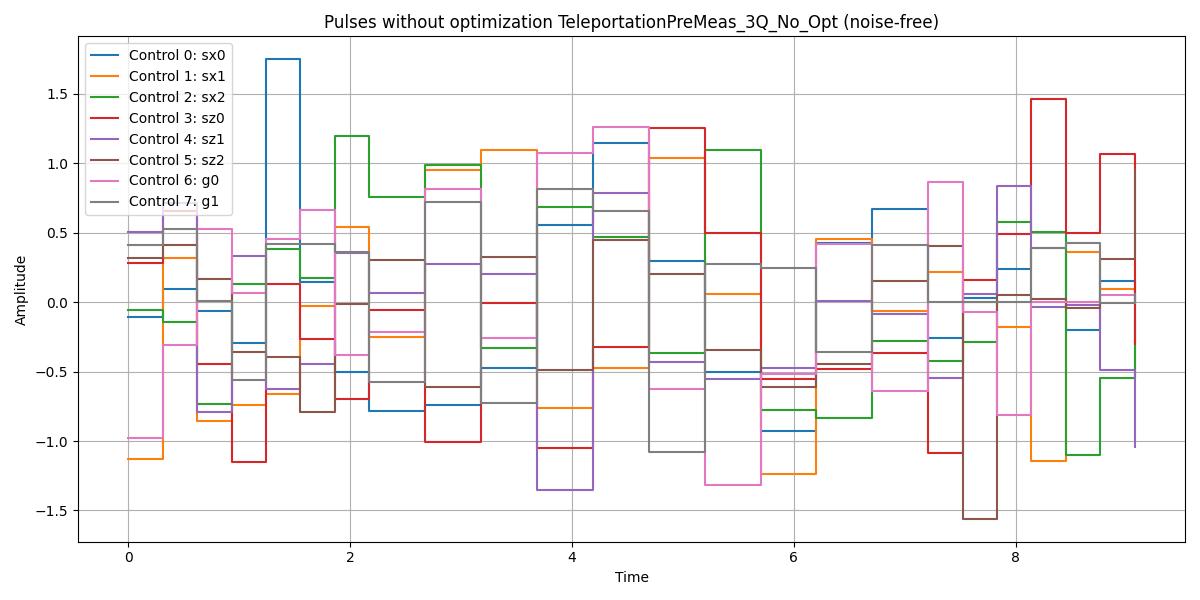 Pulses without optimization TeleportationPreMeas_3Q_No_Opt (noise-free)
Control 0: sx0
Control 1: sx1
Control 2: sx2
Control 3: sz0
Control 4: sz1
Control 5: sz2
Control 6: g0
Control 7: g1
Amplitude
1.5
1.0
0.5
0.0
−0.5
−1.0
−1.5
0
2
4
6
8
Time